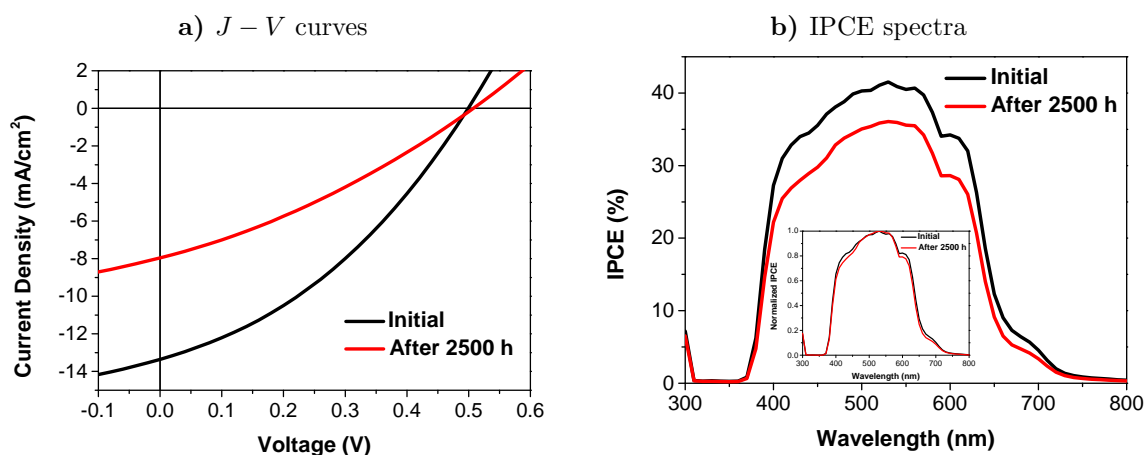 a) J − V curves
2
0
-2
-4
-6
-8
-10
-12
-14
-0.1 0.0 0.1 0.2 0.3 0.4 0.5 0.6
Current Density (mA/cm²)
Voltage (V)
Initial
After 2500 h
b) IPCE spectra
40
30
20
10
0
300 400 500 600 700 800
IPCE (%)
Wavelength (nm)
Initial
After 2500 h
1.0
0.8
0.6
0.4
0.2
0.0
300 400 500 600 700 800
Normalized IPCE
Wavelength (nm)
Initial
After 2500 h